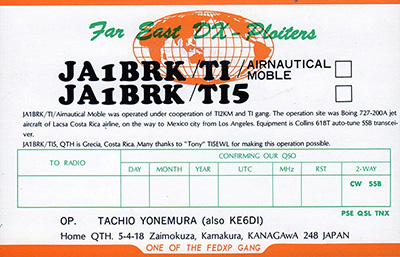 Far East DX-Ploiters
JA1BRK/TI/AIRNAUTICAL MOBLE
JA1BRK/TI5
JA1BRK/TI/Airnautical Moble was operated under cooperation of TI2KM and TI gang. The operation site was Boing 727-200A jet
aircraft of Lacsa Costa Rica airline, on the way to Mexico city from Los Angeles. Equipment is Collins 618T auto-tune SSB transcei-
ver.
JA1BRK/TI5, QTH is Grecia, Costa Rica. Many thanks to "Tony" TI5EWL for making this operation possible.
TO RADIO CONFIRMING OUR QSO
DAY MONTH YEAR UTC MHz RST 2-WAY
CW SSB
PSE QSL TNX
OP. TACHIO YONEMURA (also KE6DI)
Home QTH. 5-4-18 Zaimokuza, Kamakura, KANAGAwA 248 JAPAN
ONE OF THE FEDXP GANG